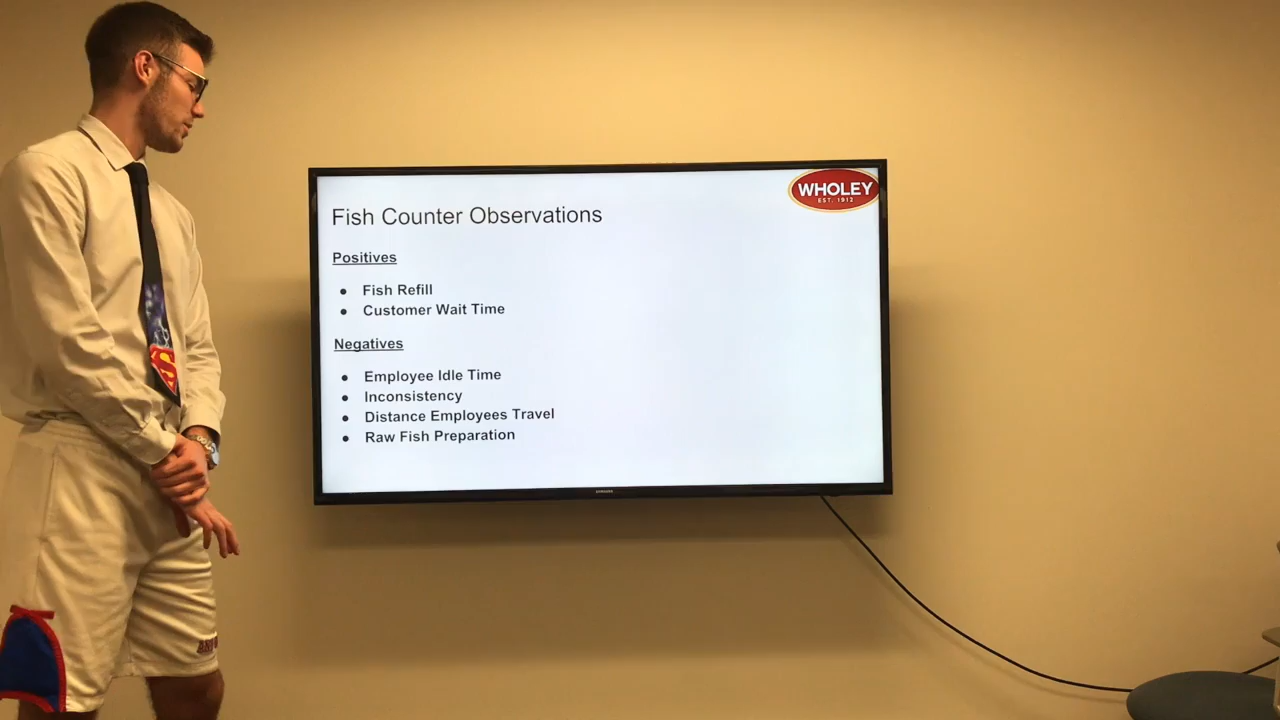 WHOLEY
EST. 1912
Fish Counter Observations
Positives
● Fish Refill
● Customer Wait Time
Negatives
● Employee Idle Time
● Inconsistency
● Distance Employees Travel
● Raw Fish Preparation
SAMSUNG
S